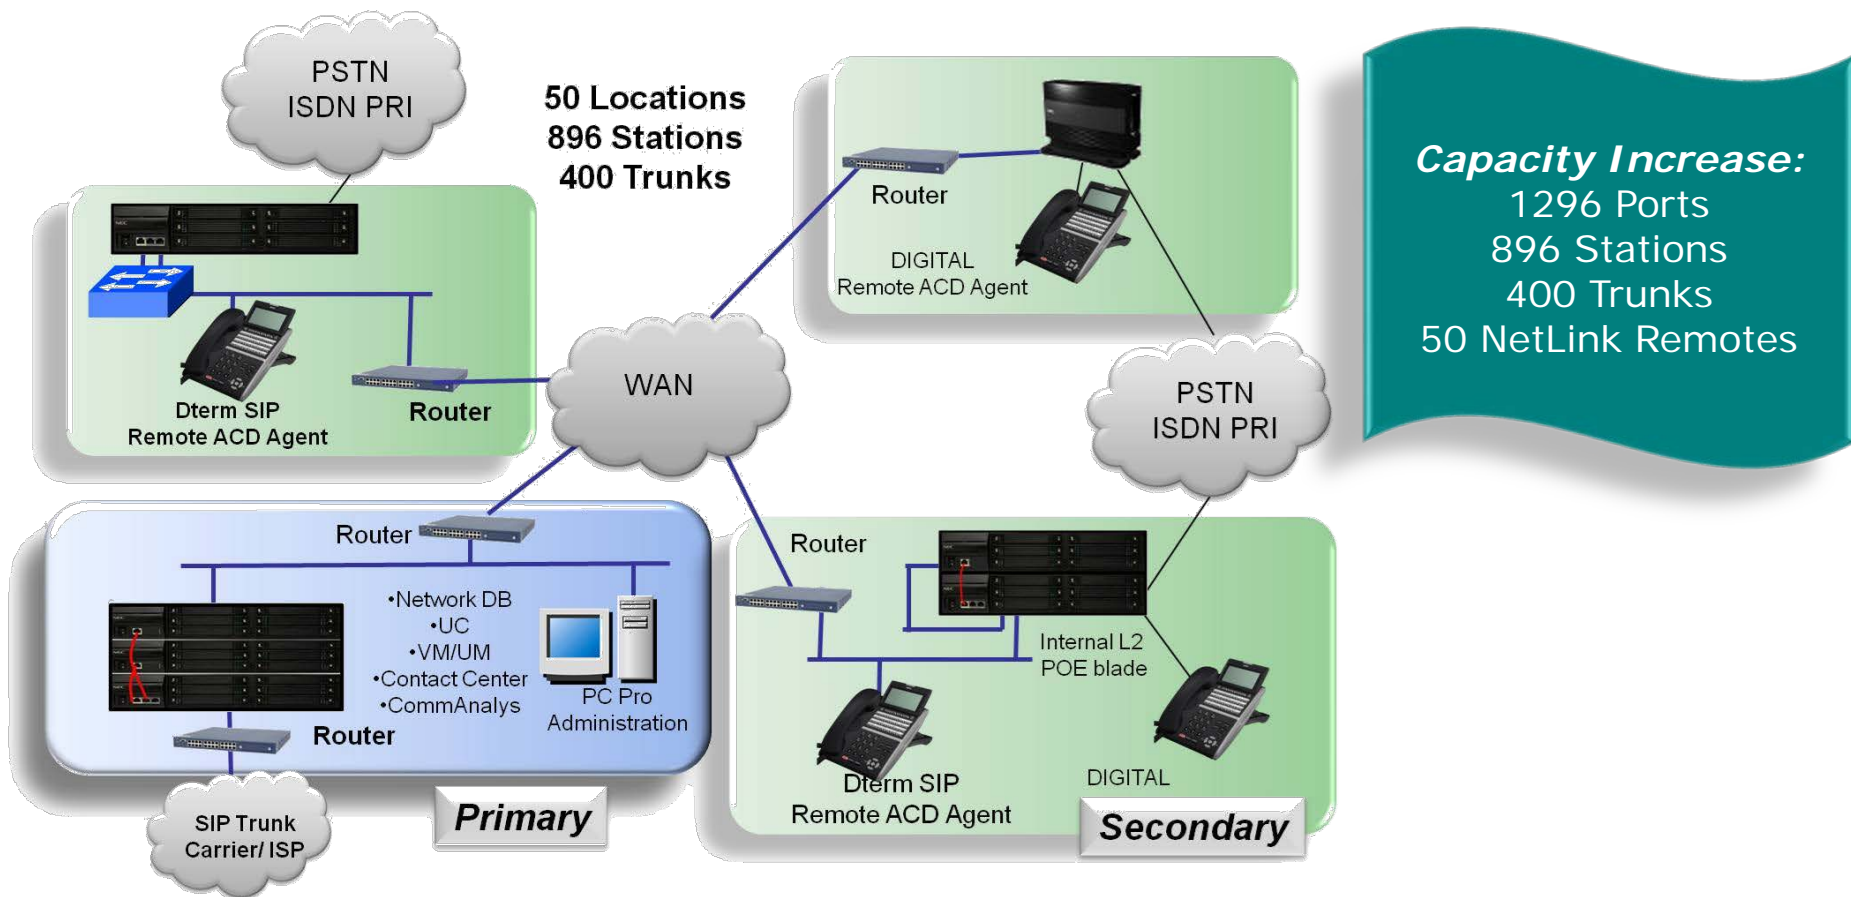 PSTN
ISDN PRI
50 Locations
896 Stations
400 Trunks
Router
DIGITAL
Remote ACD Agent
Capacity Increase:
1296 Ports
896 Stations
400 Trunks
50 NetLink Remotes
Dterm SIP
Remote ACD Agent
Router
WAN
PSTN
ISDN PRI
Router
•Network DB
•UC
•VM/UM
•Contact Center
•CommAnalys
PC Pro
Administration
Router
Primary
SIP Trunk
Carrier/ ISP
Router
Internal L2
POE blade
Dterm SIP
Remote ACD Agent
DIGITAL
Secondary